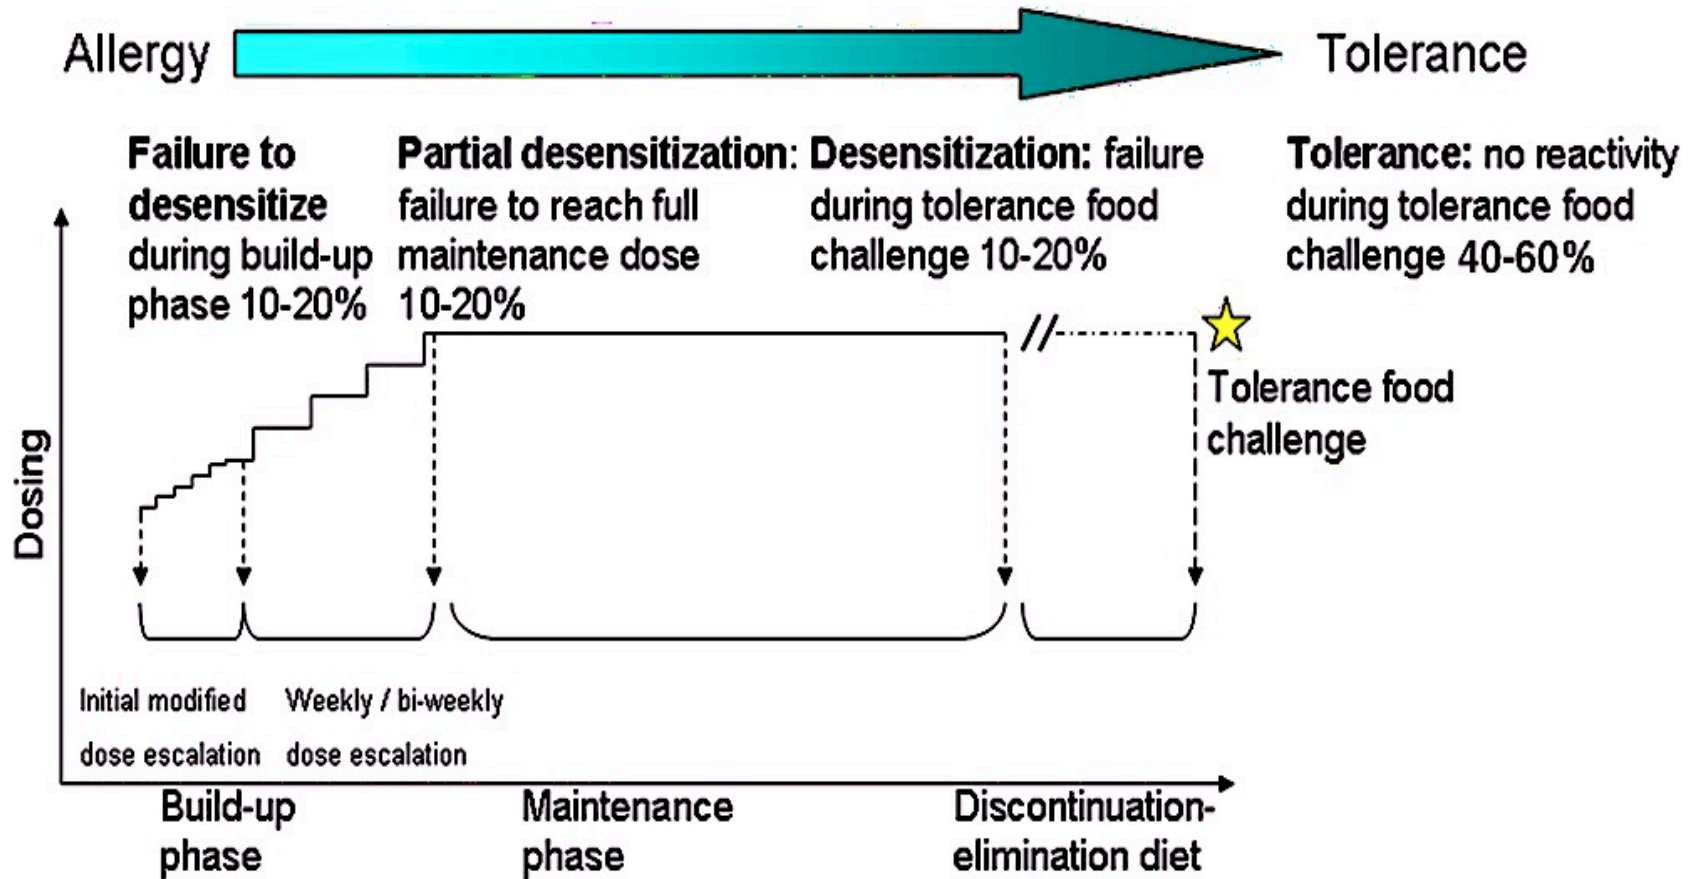 Allergy
Tolerance
Failure to
desensitize
during build-up
phase 10-20%
Partial desensitization:
failure to reach full
maintenance dose
10-20%
Desensitization: failure
during tolerance food
challenge 10-20%
Tolerance: no reactivity
during tolerance food
challenge 40-60%
Tolerance food
challenge
Dosing
Initial modified
dose escalation
Weekly / bi-weekly
dose escalation
Build-up
phase
Maintenance
phase
Discontinuation-
elimination diet